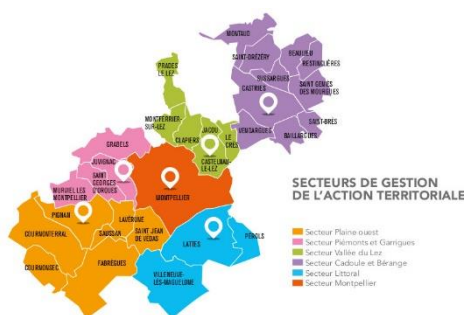 MONTAUD
SAINT-DRÉZÉRY
BEAULIEU
RESTINCLIÈRES
SUSSARGUES
SAINT GENIÈS
DES MOURGUES
CASTRIES
SAINT-BRÈS
VENDARGUES
BAILLARGUES
PRADES
LE LEZ
MONTFERRIER-
SUR-LEZ
CLAPIERS
JACOU
LE
CRÈS
CASTELNAU-
LE-LEZ
GRABELS
JUVIGNAC
SAINT
GEORGES
D'ORQUES
MURVIEL LES
MONTPELLIER
MONTPELLIER
PIGNAN
LAVÉRUNE
COURNONTERRAL
SAUSSAN
SAINT JEAN
DE VÉDAS
COURNONSEC
FABRÈGUES
LATTES
PÉROLS
VILLENEUVE-
LÈS-MAGUELONE
SECTEURS DE GESTION
DE L'ACTION TERRITORIALE
Secteur Plaine ouest
Secteur Piémonts et Garrigues
Secteur Vallée du Lez
Secteur Cadoule et Bérange
Secteur Littoral
Secteur Montpellier